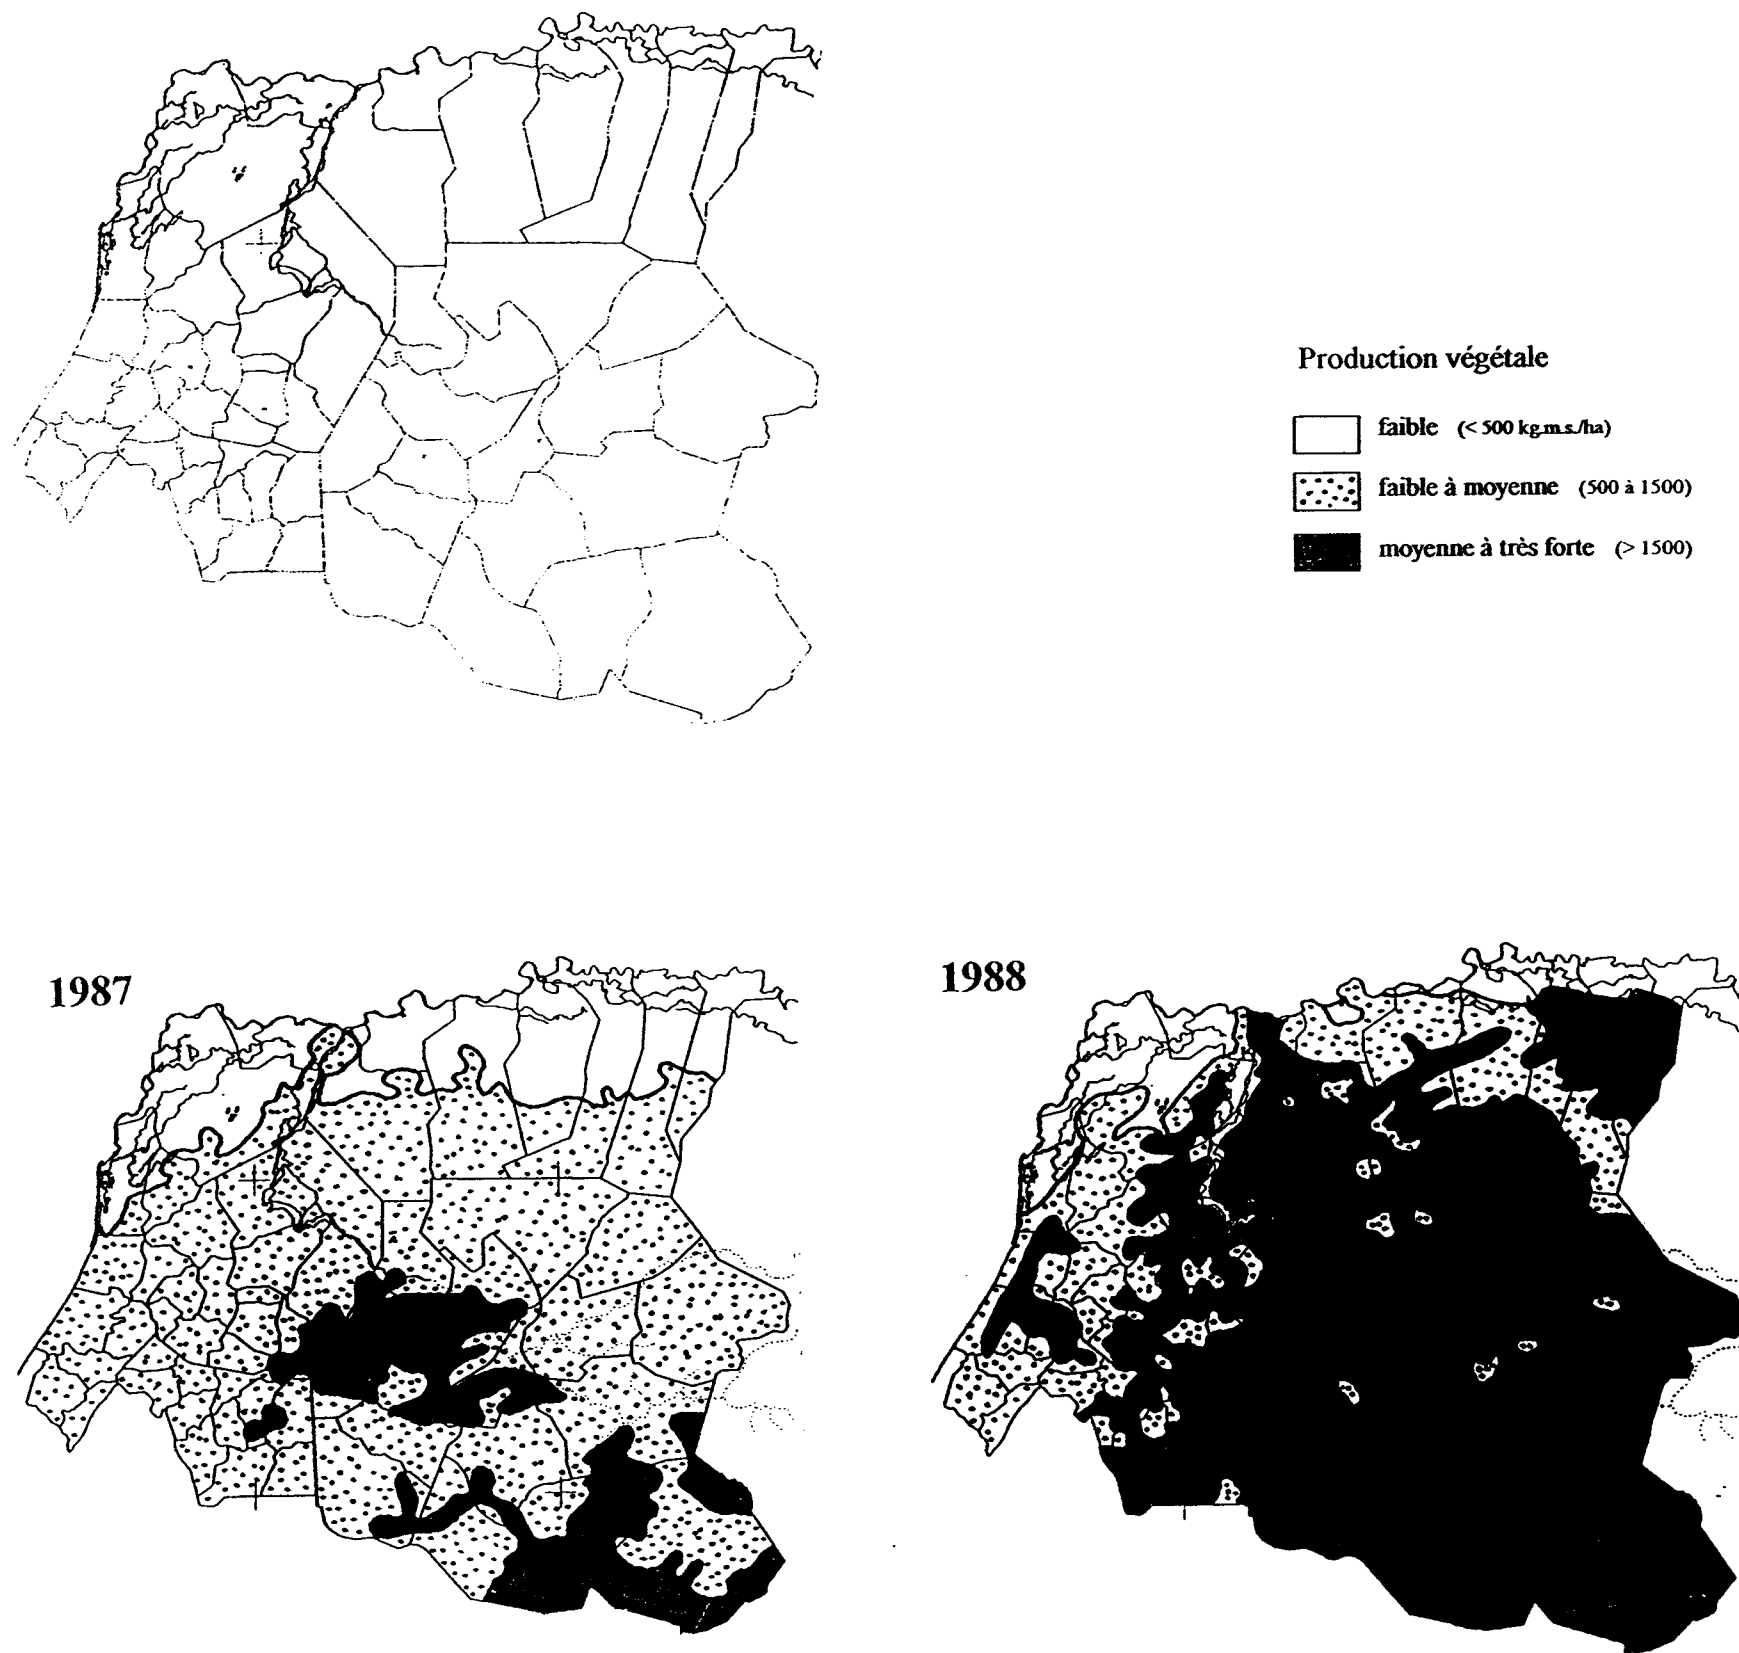 Production végétale
faible (< 500 kg.m.s./ha)
faible à moyenne (500 à 1500)
moyenne à très forte (> 1500)
1987
1988